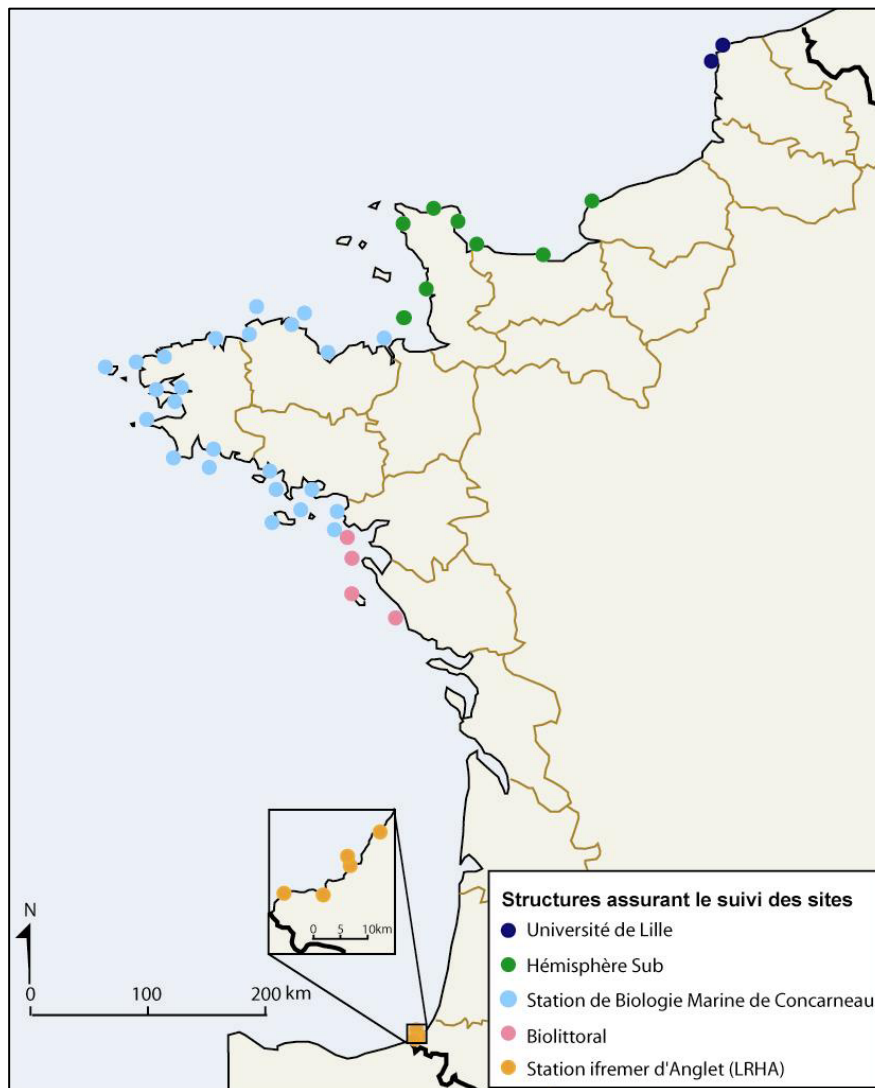 0 5 10km
N
0 100 200 km
Structures assurant le suivi des sites
Université de Lille
Hémisphère Sub
Station de Biologie Marine de Concarneau
Biolittoral
Station ifremer d'Anglet (LRHA)